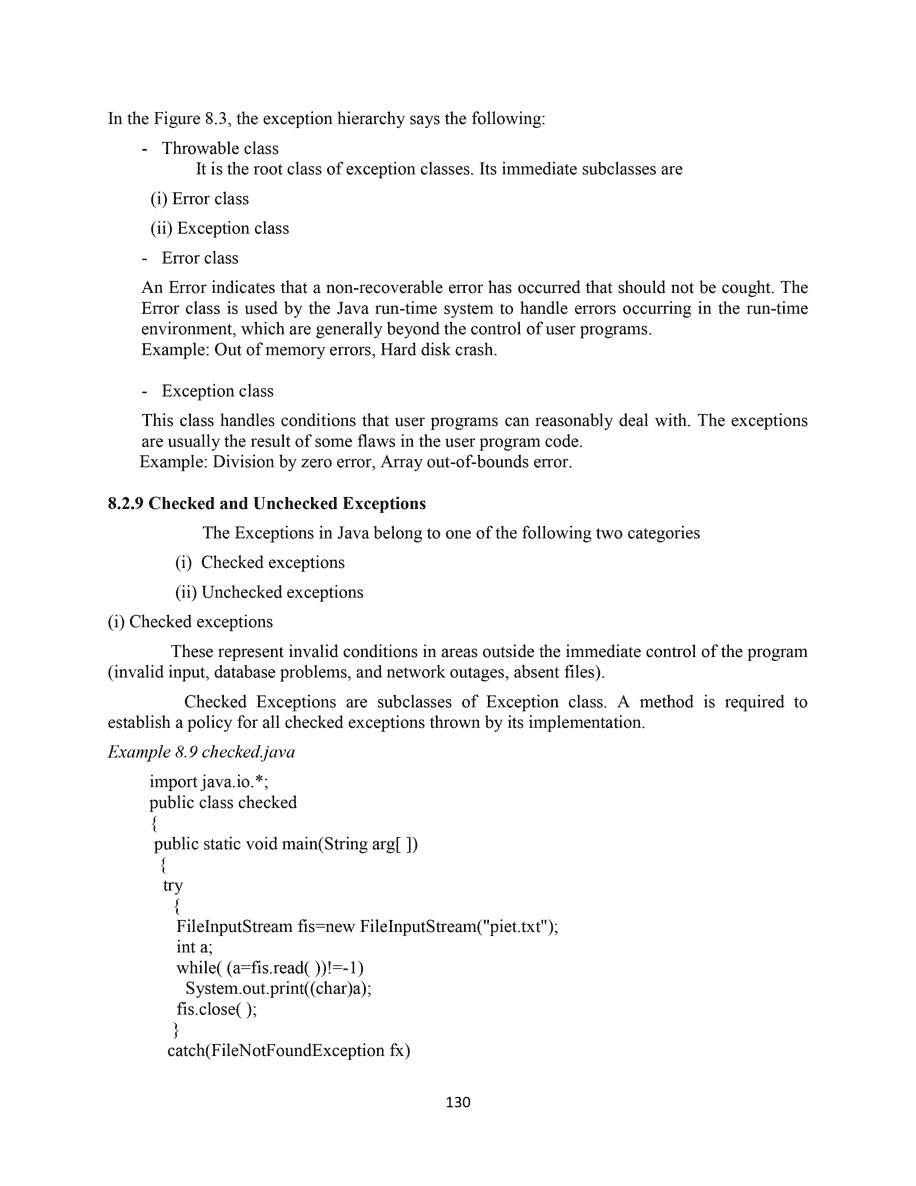 In the Figure 8.3, the exception hierarchy says the following:
- Throwable class
It is the root class of exception classes. Its immediate subclasses are
(i) Error class
(ii) Exception class
- Error class
An Error indicates that a non-recoverable error has occurred that should not be cought. The
Error class is used by the Java run-time system to handle errors occurring in the run-time
environment, which are generally beyond the control of user programs.
Example: Out of memory errors, Hard disk crash.
- Exception class
This class handles conditions that user programs can reasonably deal with. The exceptions
are usually the result of some flaws in the user program code.
Example: Division by zero error, Array out-of-bounds error.
8.2.9 Checked and Unchecked Exceptions
The Exceptions in Java belong to one of the following two categories
(i) Checked exceptions
(ii) Unchecked exceptions
(i) Checked exceptions
These represent invalid conditions in areas outside the immediate control of the program
(invalid input, database problems, and network outages, absent files).
Checked Exceptions are subclasses of Exception class. A method is required to
establish a policy for all checked exceptions thrown by its implementation.
Example 8.9 checked.java
import java.io.*;
public class checked
{
public static void main(String arg[ ])
{
try
{
FileInputStream fis=new FileInputStream("piet.txt");
int a;
while( (a=fis.read( ))!=-1)
System.out.print((char)a);
fis.close( );
}
catch(FileNotFoundException fx)
130